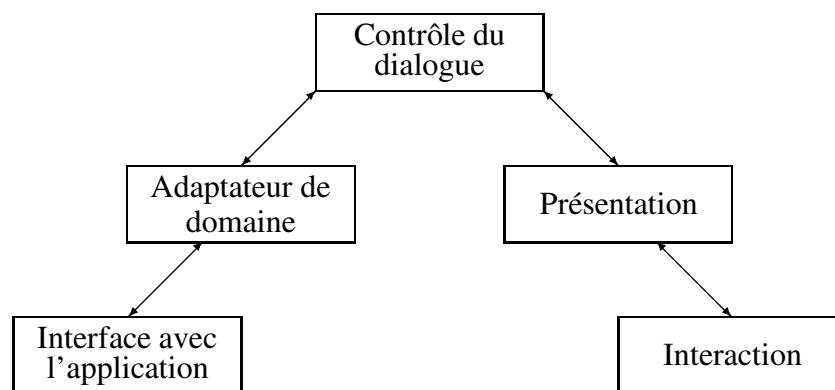 Contrôle du
dialogue
Adaptateur de
domaine
Présentation
Interface avec
l'application
Interaction